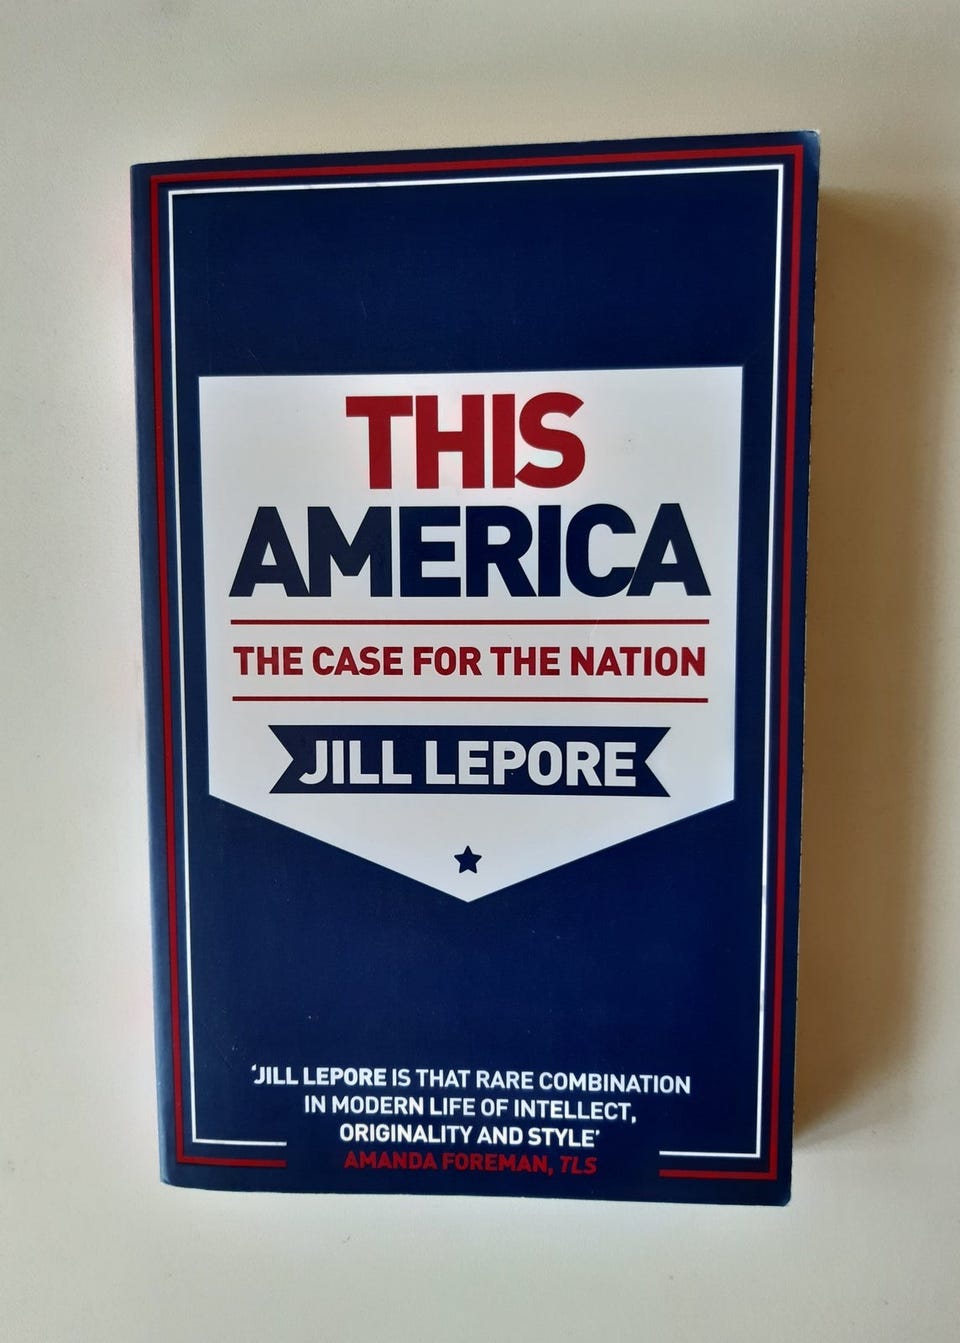 THIS
AMERICA
THE CASE FOR THE NATION
JILL LEPORE
‘JILL LEPORE IS THAT RARE COMBINATION
IN MODERN LIFE OF INTELLECT,
ORIGINALITY AND STYLE’
AMANDA FOREMAN, TLS